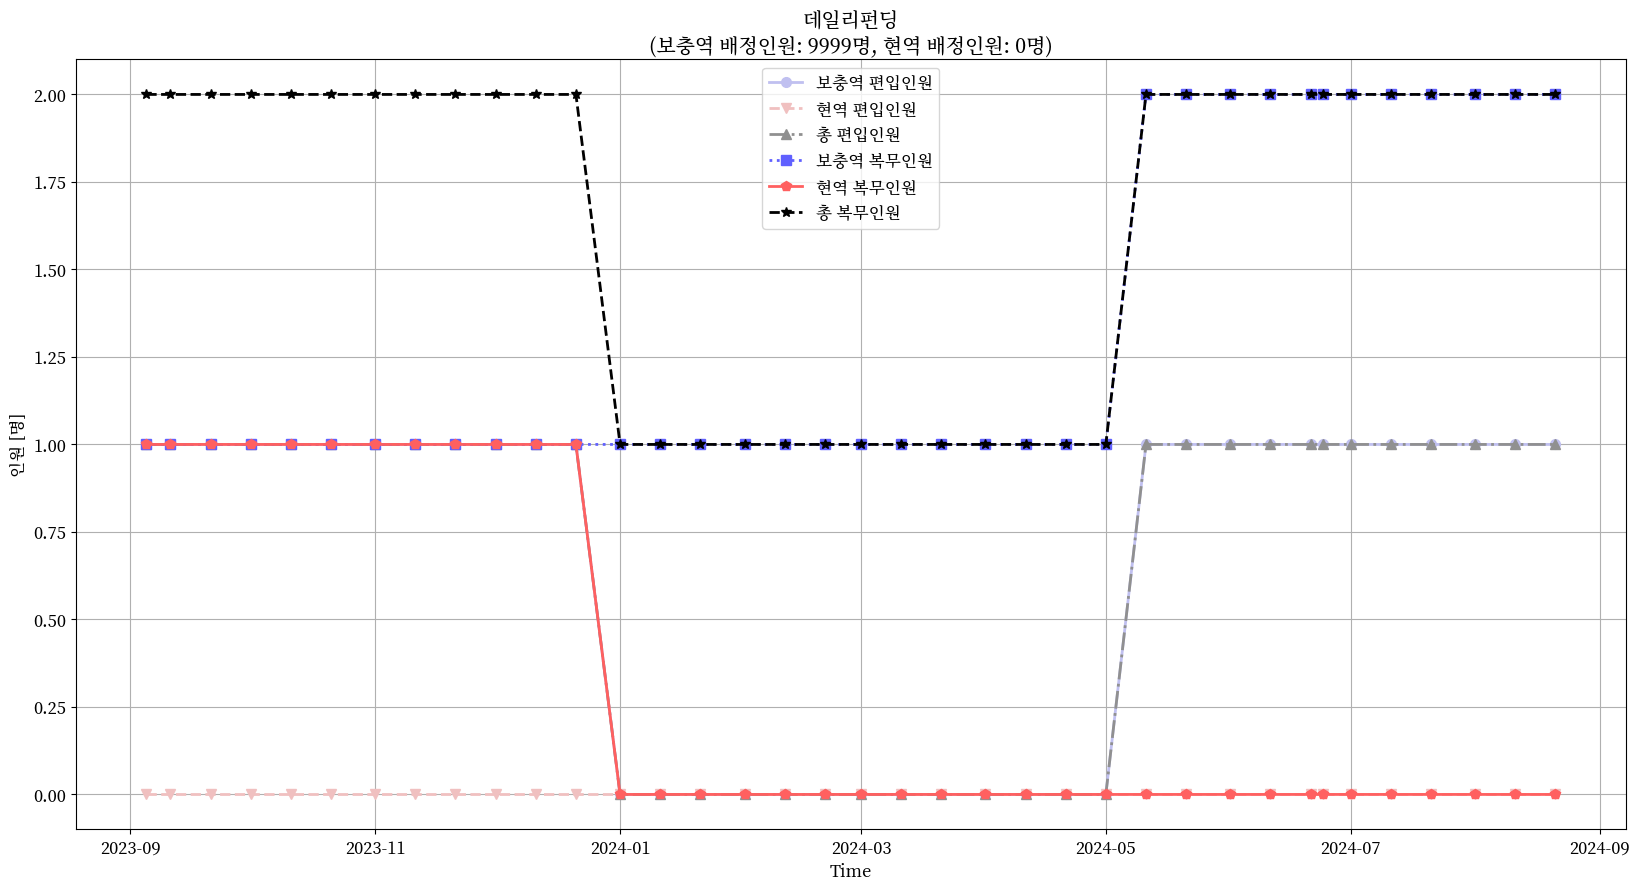 데일리펀딩
(보충역 배정인원: 9999명, 현역 배정인원: 0명)
보충역 편입인원
현역 편입인원
총 편입인원
보충역 복무인원
현역 복무인원
총 복무인원
2.00
1.75
1.50
1.25
1.00
0.75
0.50
0.25
0.00
인원 [명]
2023-09
2023-11
2024-01
2024-03
2024-05
2024-07
2024-09
Time